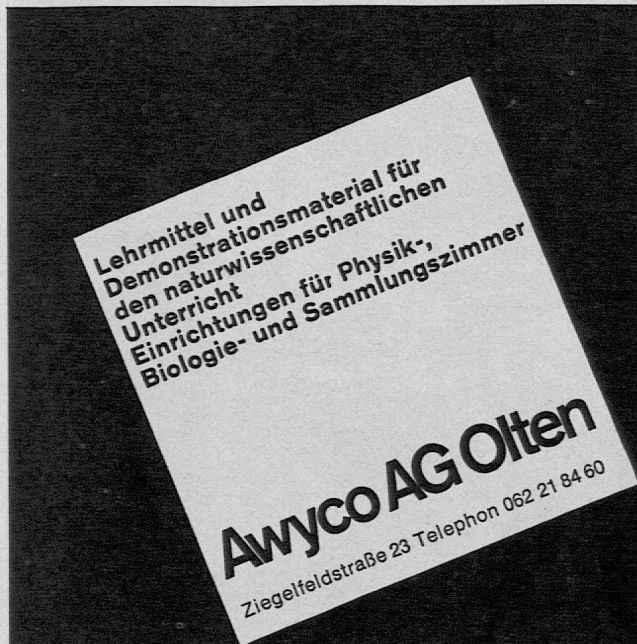 Lehrmittel und
Demonstrationsmaterial für
den naturwissenschaftlichen
Unterricht
Einrichtungen für Physik-,
Biologie- und Sammlungszimmer
Awyco AG Olten
Ziegelfeldstraße 23 Telephon 062 21 84 60